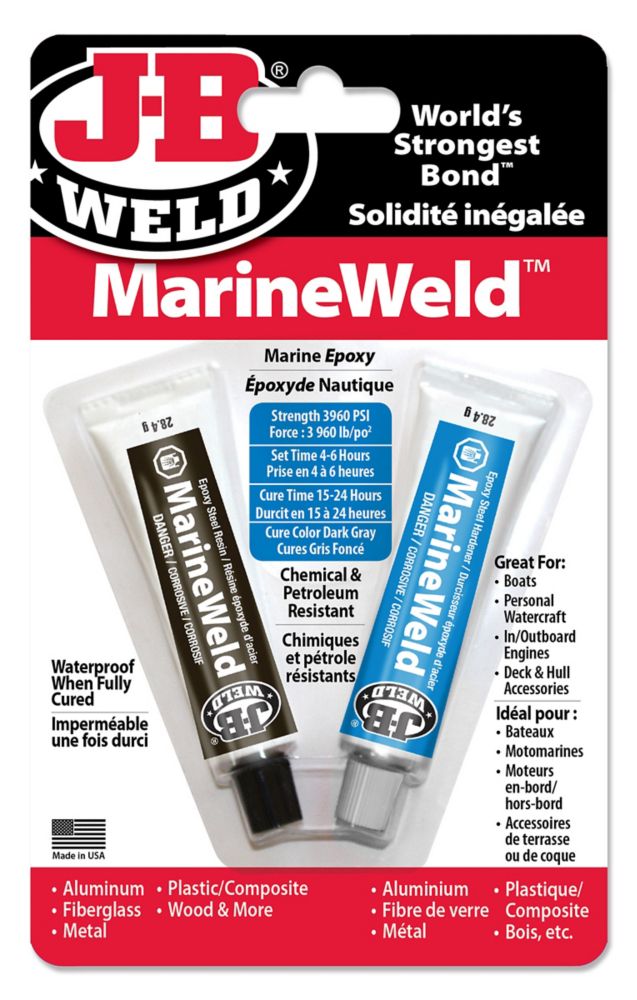 J-B
WELD
®
World's
Strongest
Bond™
Solidité inégalée
MarineWeld™
Marine Epoxy
Époxyde Nautique
Strength 3960 PSI
Force : 3 960 lb/po²
Set Time 4-6 Hours
Prise en 4 à 6 heures
Cure Time 15-24 Hours
Durcit en 15 à 24 heures
Cure Color Dark Gray
Cures Gris Foncé
Chemical &
Petroleum
Resistant
Chimiques
et pétrole
résistants
28.4 g
Epoxy Steel Resin / Résine époxyde d'acier
MarineWeld
DANGER / CORROSIVE / CORROSIF
J-B
WELD
28.4 g
Epoxy Steel Hardener / Durcisseur époxyde d'acier
MarineWeld
DANGER / CORROSIVE / CORROSIF
J-B
WELD
Waterproof
When Fully
Cured
Imperméable
une fois durci
Made in USA
Great For:
• Boats
• Personal
Watercraft
• In/Outboard
Engines
• Deck & Hull
Accessories
Idéal pour :
• Bateaux
• Motomarines
• Moteurs
en-bord/
hors-bord
• Accessoires
de terrasse
ou de coque
• Aluminum
• Fiberglass
• Metal
• Plastic/Composite
• Wood & More
• Aluminium
• Fibre de verre
• Métal
• Plastique/
Composite
• Bois, etc.